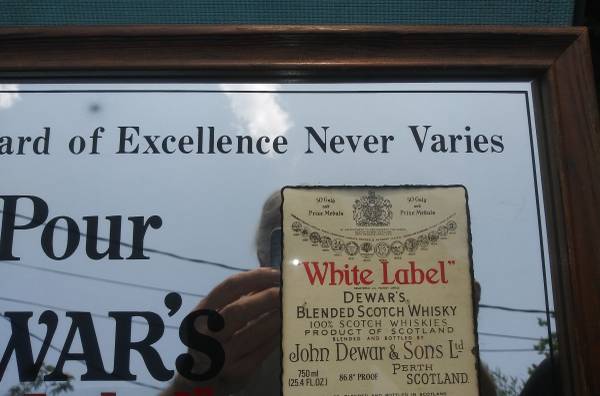 ard of Excellence Never Varies
Pour
WAR'S
50 Gold and Prize Medals
50 Gold and Prize Medals
White Label"
DEWAR'S
BLENDED SCOTCH WHISKY
100% SCOTCH WHISKIES
PRODUCT OF SCOTLAND
BLENDED AND BOTTLED BY
John Dewar & Sons Ltd
PERTH
750 ml
(25.4 FL.OZ.)
86.8° PROOF
SCOTLAND.